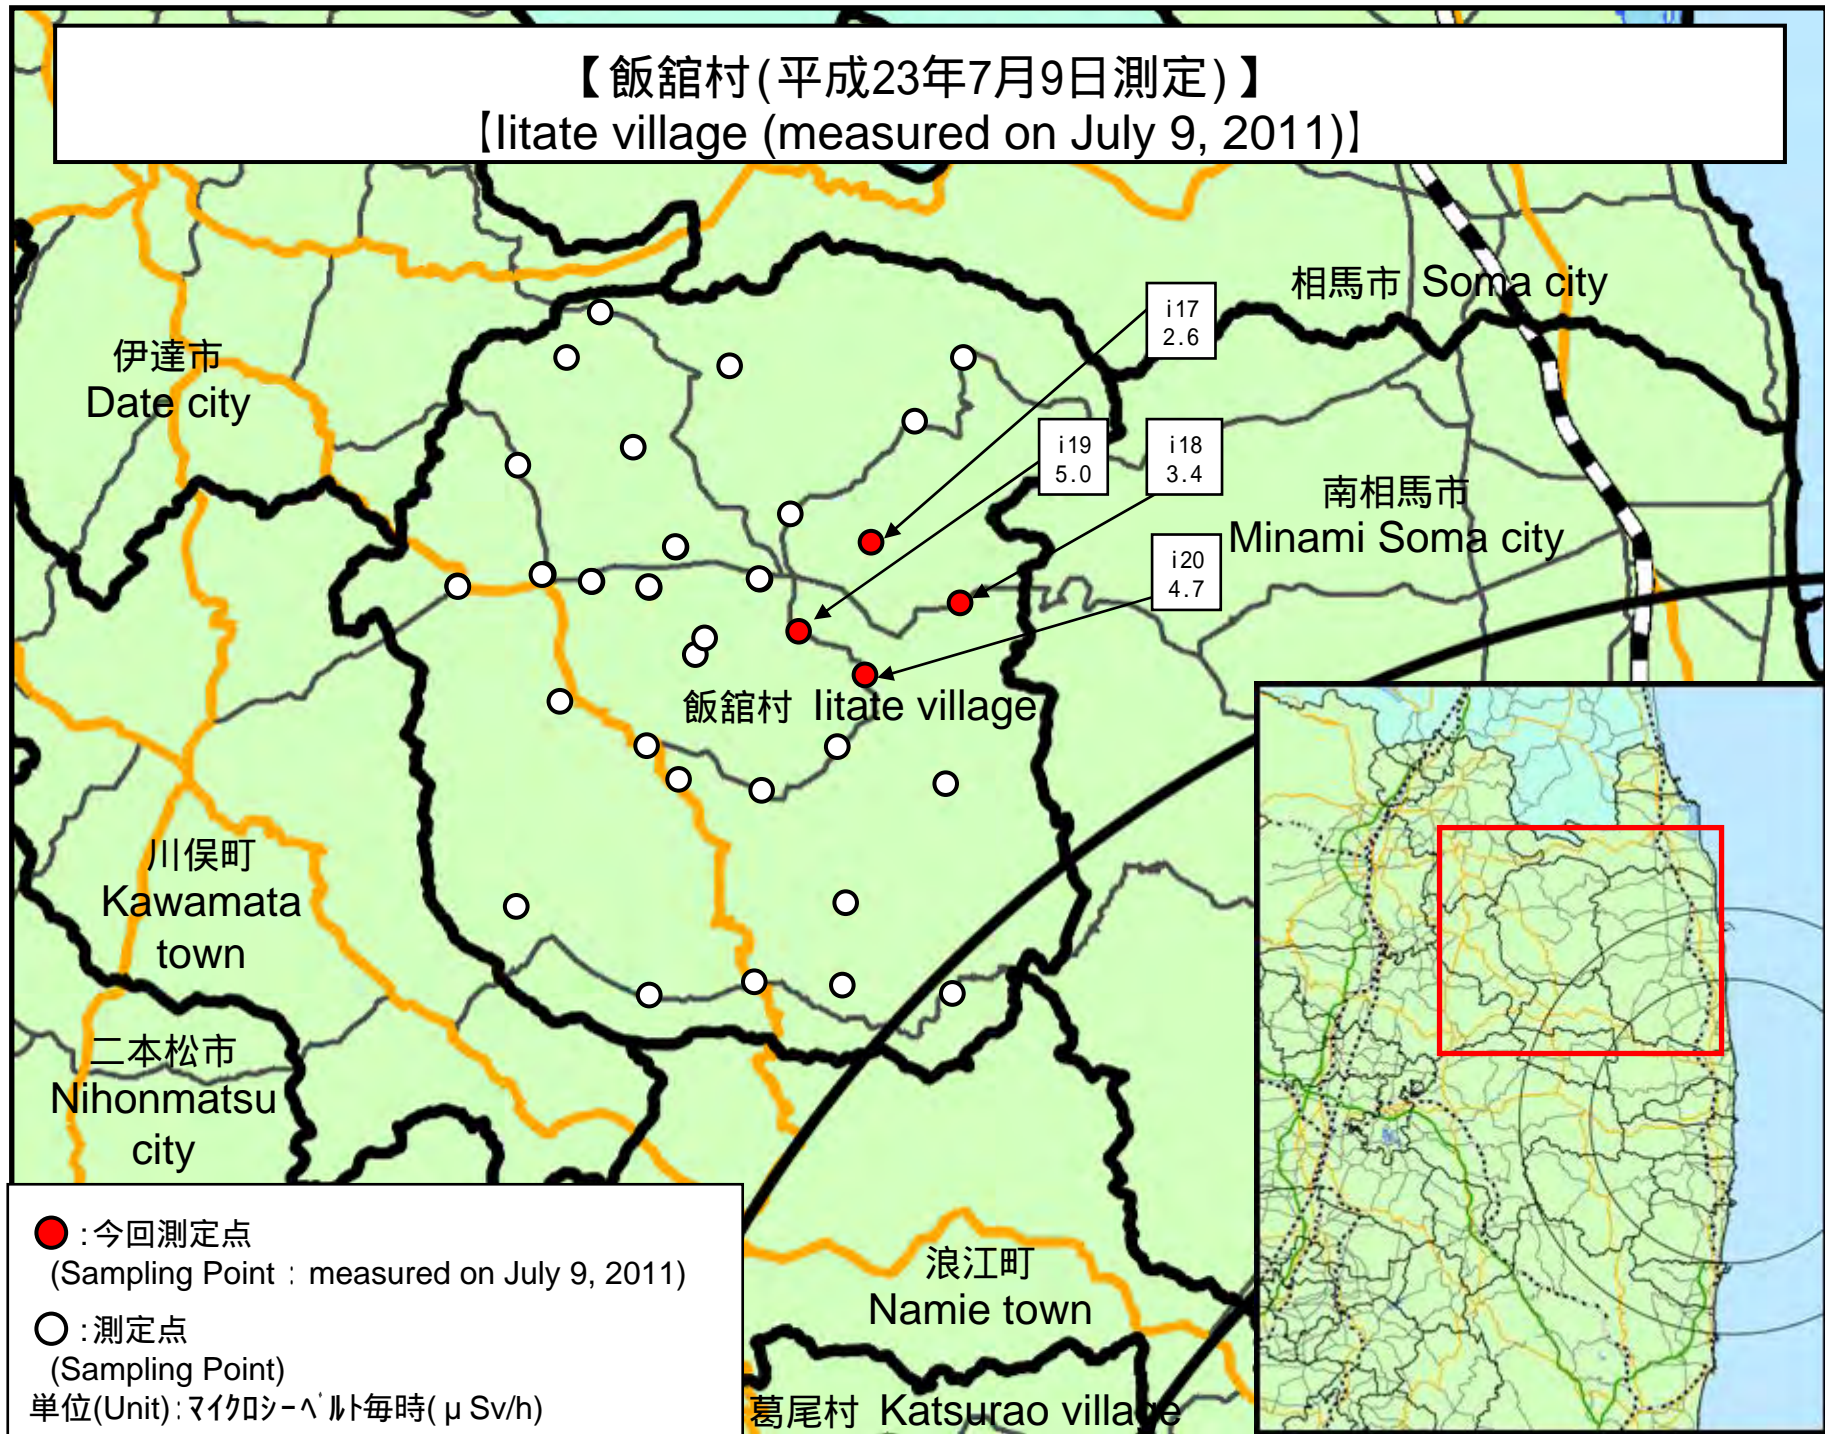 【飯舘村(平成23年7月9日測定)】
【Iitate village (measured on July 9, 2011)】
相馬市 Soma city
i17
2.6
伊達市
Date city
i19
5.0
i18
3.4
南相馬市
Minami Soma city
i20
4.7
飯舘村 Iitate village
川俣町
Kawamata
town
二本松市
Nihonmatsu
city
●:今回測定点
(Sampling Point : measured on July 9, 2011)
○:測定点
(Sampling Point)
単位(Unit):マイクロシーベルト毎時(μSv/h)
浪江町
Namie town
葛尾村 Katsurao village